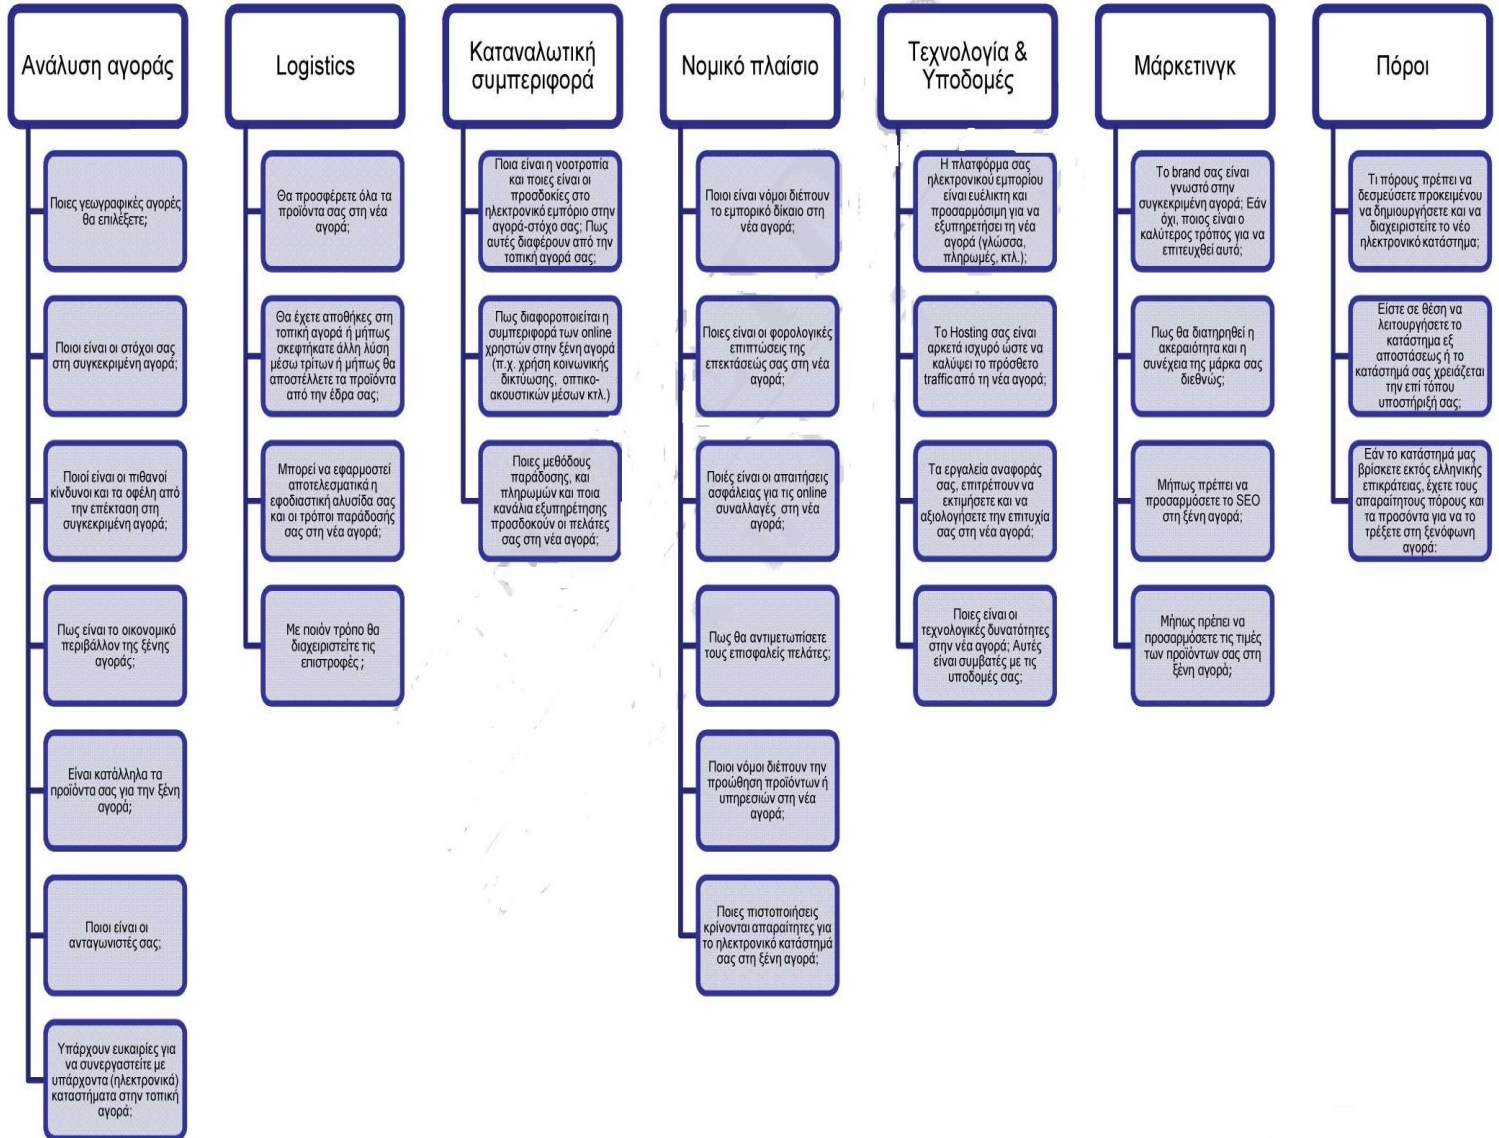 Ανάλυση αγοράς
Ποιες γεωγραφικές αγορές
θα επιλέξετε;
Ποιοι είναι οι στόχοι σας
στη συγκεκριμένη αγορά;
Ποιοί είναι οι πιθανοί
κίνδυνοι και τα οφέλη από
την επέκταση στη
συγκεκριμένη αγορά;
Πως είναι το οικονομικό
περιβάλλον της ξένης
αγοράς;
Είναι κατάλληλα τα
προϊόντα σας για την ξένη
αγορά;
Ποιοι είναι οι
ανταγωνιστές σας;
Υπάρχουν ευκαιρίες για
να συνεργαστείτε με
υπάρχοντα (ηλεκτρονικά)
καταστήματα στην τοπική
αγορά;
Logistics
Θα προσφέρετε όλα τα
προϊόντα σας στη νέα
αγορά;
Θα έχετε αποθήκες στη
τοπική αγορά ή μήπως
σκεφτήκατε άλλη λύση
μέσω τρίτων ή μήπως θα
αποστέλλετε τα προϊόντα
από την έδρα σας;
Μπορεί να εφαρμοστεί
αποτελεσματικά η
εφοδιαστική αλυσίδα σας
και οι τρόποι παράδοσής
σας στη νέα αγορά;
Με ποιόν τρόπο θα
διαχειριστείτε τις
επιστροφές ;
Καταναλωτική
συμπεριφορά
Ποια είναι η νοοτροπία
και ποιες είναι οι
προσδοκίες στο
ηλεκτρονικό εμπόριο στην
αγορά-στόχο σας; Πως
αυτές διαφέρουν από την
τοπική αγορά σας;
Πως διαφοροποιείται η
συμπεριφορά των online
χρηστών στην ξένη αγορά
(π.χ. χρήση κοινωνικής
δικτύωσης, οπτικο-
ακουστικών μέσων κτλ.)
Ποιες μεθόδους
παράδοσης, και
πληρωμών και ποια
κανάλια εξυπηρέτησης
προσδοκούν οι πελάτες
σας στη νέα αγορά;
Νομικό πλαίσιο
Ποιοι είναι νόμοι διέπουν
το εμπορικό δίκαιο στη
νέα αγορά;
Ποιες είναι οι φορολογικές
επιπτώσεις της
επεκτάσεώς σας στη νέα
αγορά;
Ποιές είναι οι απαιτήσεις
ασφάλειας για τις online
συναλλαγές στη νέα
αγορά;
Πως θα αντιμετωπίσετε
τους επισφαλείς πελάτες;
Ποιοι νόμοι διέπουν την
προώθηση προϊόντων ή
υπηρεσιών στη νέα
αγορά;
Ποιες πιστοποιήσεις
κρίνονται απαραίτητες για
το ηλεκτρονικό κατάστημά
σας στη ξένη αγορά;
Τεχνολογία &
Υποδομές
Η πλατφόρμα σας
ηλεκτρονικού εμπορίου
είναι ευέλικτη και
προσαρμόσιμη για να
εξυπηρετήσει τη νέα
αγορά (γλώσσα,
πληρωμές, κτλ.);
Το Hosting σας είναι
αρκετά ισχυρό ώστε να
καλύψει το πρόσθετο
traffic από τη νέα αγορά;
Τα εργαλεία αναφοράς
σας, επιτρέπουν να
εκτιμήσετε και να
αξιολογήσετε την επιτυχία
σας στη νέα αγορά;
Ποιες είναι οι
τεχνολογικές δυνατότητες
στην νέα αγορά; Αυτές
είναι συμβατές με τις
υποδομές σας;
Μάρκετινγκ
Το brand σας είναι
γνωστό στην
συγκεκριμένη αγορά; Εάν
όχι, ποιος είναι ο
καλύτερος τρόπος για να
επιτευχθεί αυτό;
Πως θα διατηρηθεί η
ακεραιότητα και η
συνέχεια της μάρκα σας
διεθνώς;
Μήπως πρέπει να
προσαρμόσετε το SEO
στη ξένη αγορά;
Μήπως πρέπει να
προσαρμόσετε τις τιμές
των προϊόντων σας στη
ξένη αγορά;
Πόροι
Τι πόρους πρέπει να
δεσμεύσετε προκειμένου
να δημιουργήσετε και να
διαχειριστείτε το νέο
ηλεκτρονικό κατάστημα;
Είστε σε θέση να
λειτουργήσετε το
κατάστημα εξ
αποστάσεως ή το
κατάστημά σας χρειάζεται
την επί τόπου
υποστήριξή σας;
Εάν το κατάστημά μας
βρίσκετε εκτός ελληνικής
επικράτειας, έχετε τους
απαραίτητους πόρους και
τα προσόντα για να το
τρέξετε στη ξενόφωνη
αγορά: